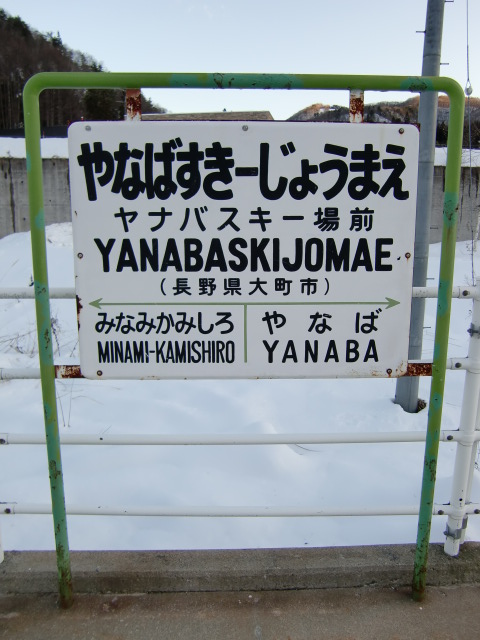 やなばすきーじょうまえ
ヤナバスキー場前
YANABASKIJOMAE
(長野県大町市)
みなみかみしろ
MINAMI-KAMISHIRO
やなば
YANABA